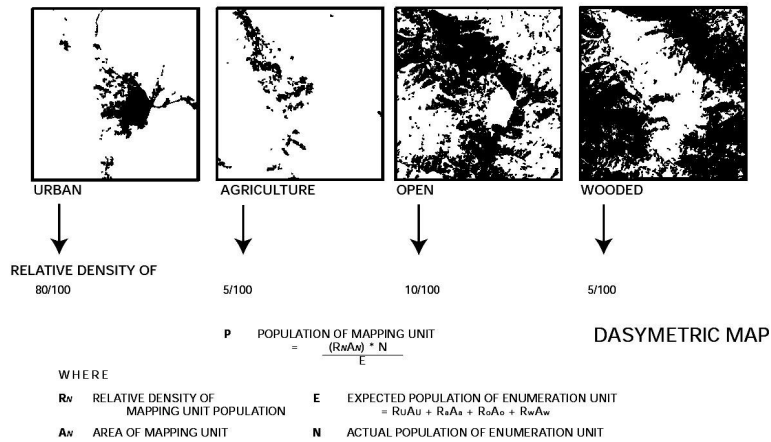 URBAN AGRICULTURE OPEN WOODED
RELATIVE DENSITY OF
80/100 5/100 10/100 5/100
P POPULATION OF MAPPING UNIT
= (RNAN) * N
E
DASYMETRIC MAP
WHERE
RN RELATIVE DENSITY OF
MAPPING UNIT POPULATION
AN AREA OF MAPPING UNIT
E EXPECTED POPULATION OF ENUMERATION UNIT
= RUAU + RaAa + RoAo + RwAw
N ACTUAL POPULATION OF ENUMERATION UNIT